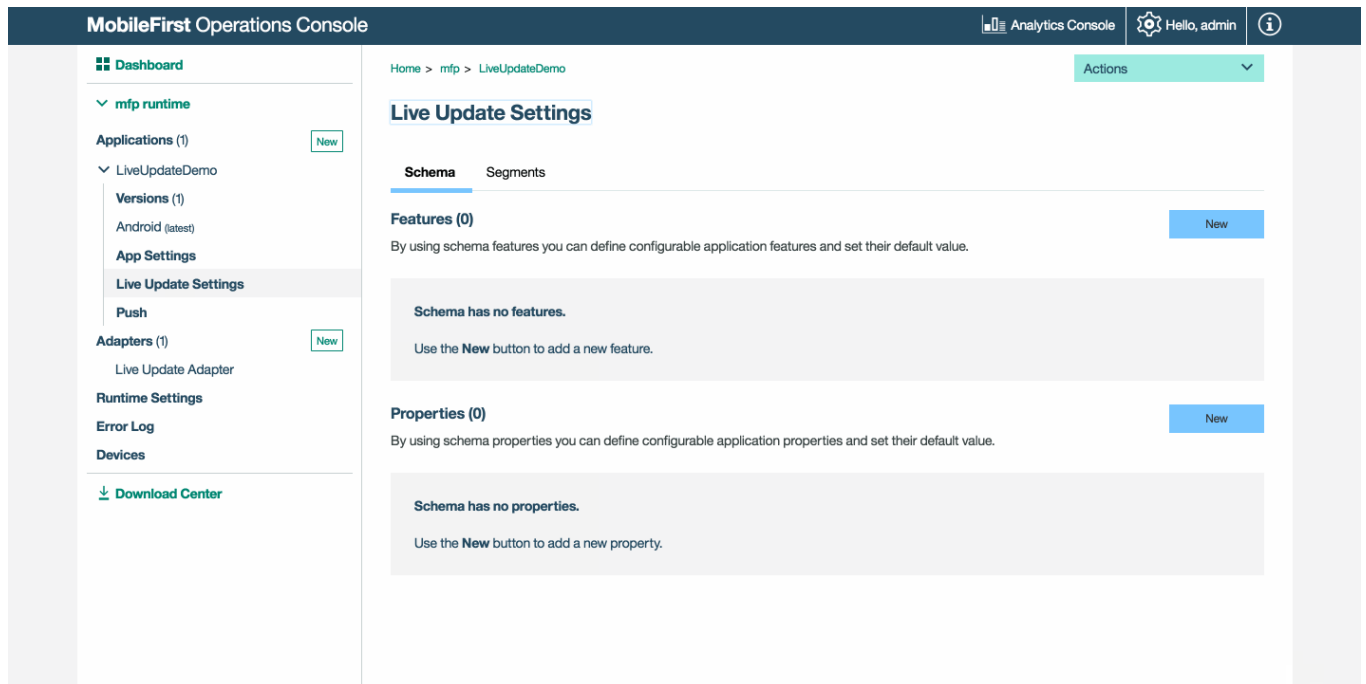 MobileFirst Operations Console
Analytics Console
Hello, admin
Dashboard
mfp runtime
Applications (1)
New
LiveUpdateDemo
Versions (1)
Android (latest)
App Settings
Live Update Settings
Push
Adapters (1)
New
Live Update Adapter
Runtime Settings
Error Log
Devices
Download Center
Home > mfp > LiveUpdateDemo
Actions
Live Update Settings
Schema
Segments
Features (0)
New
By using schema features you can define configurable application features and set their default value.
Schema has no features.
Use the New button to add a new feature.
Properties (0)
New
By using schema properties you can define configurable application properties and set their default value.
Schema has no properties.
Use the New button to add a new property.